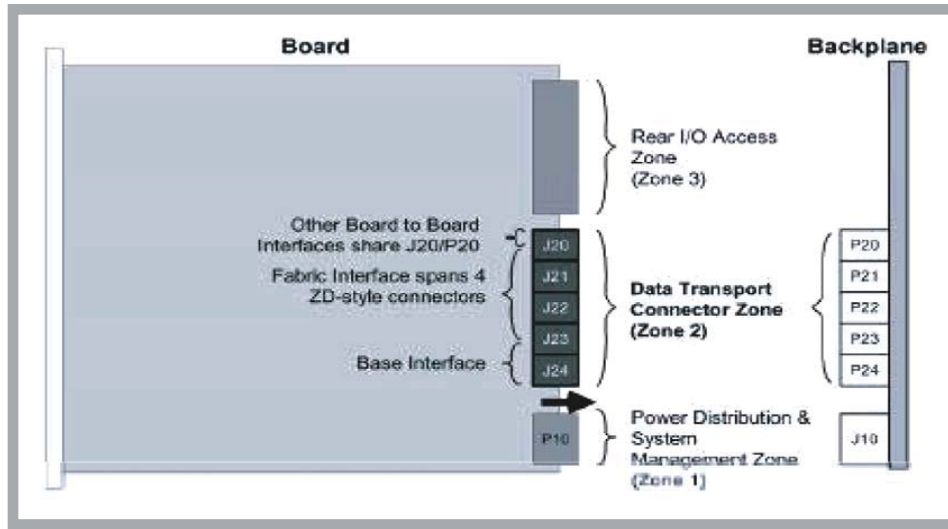 Board
Backplane
Rear I/O Access
Zone
(Zone 3)
Other Board to Board
Interfaces share J20/P20
Fabric Interface spans 4
ZD-style connectors
Base Interface
J20
J21
J22
J23
J24
Data Transport
Connector Zone
(Zone 2)
P20
P21
P22
P23
P24
P10
Power Distribution &
System
Management Zone
(Zone 1)
J10